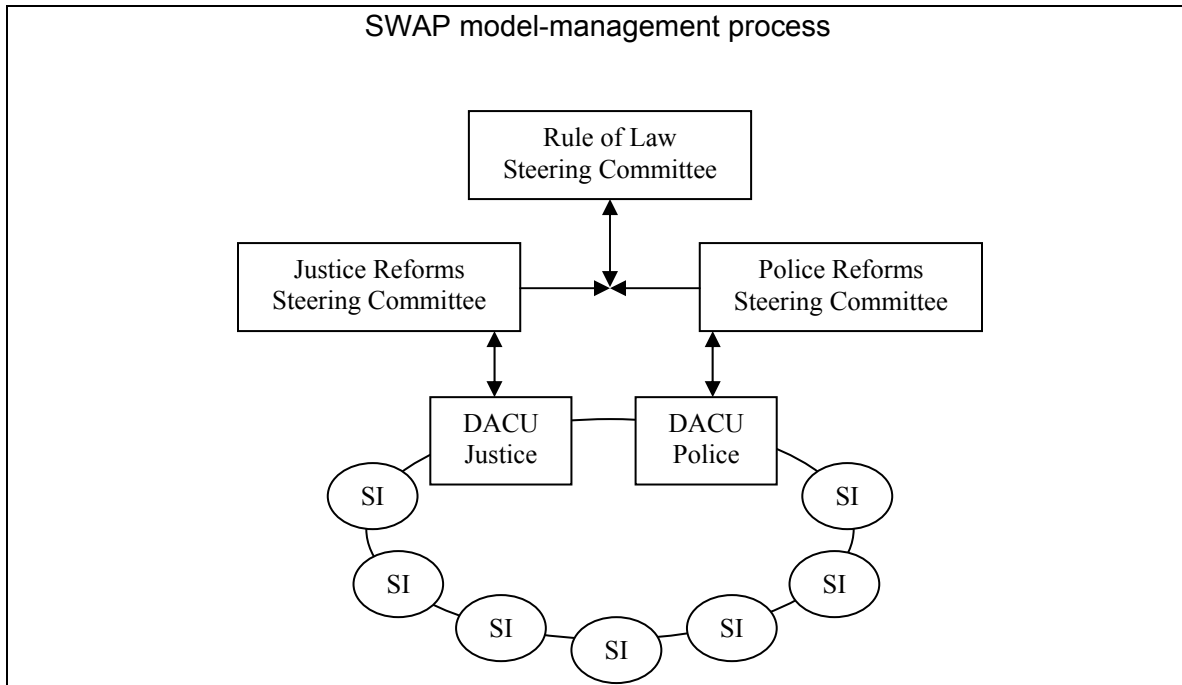 SWAP model-management process
Rule of Law
Steering Committee
Justice Reforms
Steering Committee
Police Reforms
Steering Committee
DACU
Justice
DACU
Police
SI
SI
SI
SI
SI
SI
SI